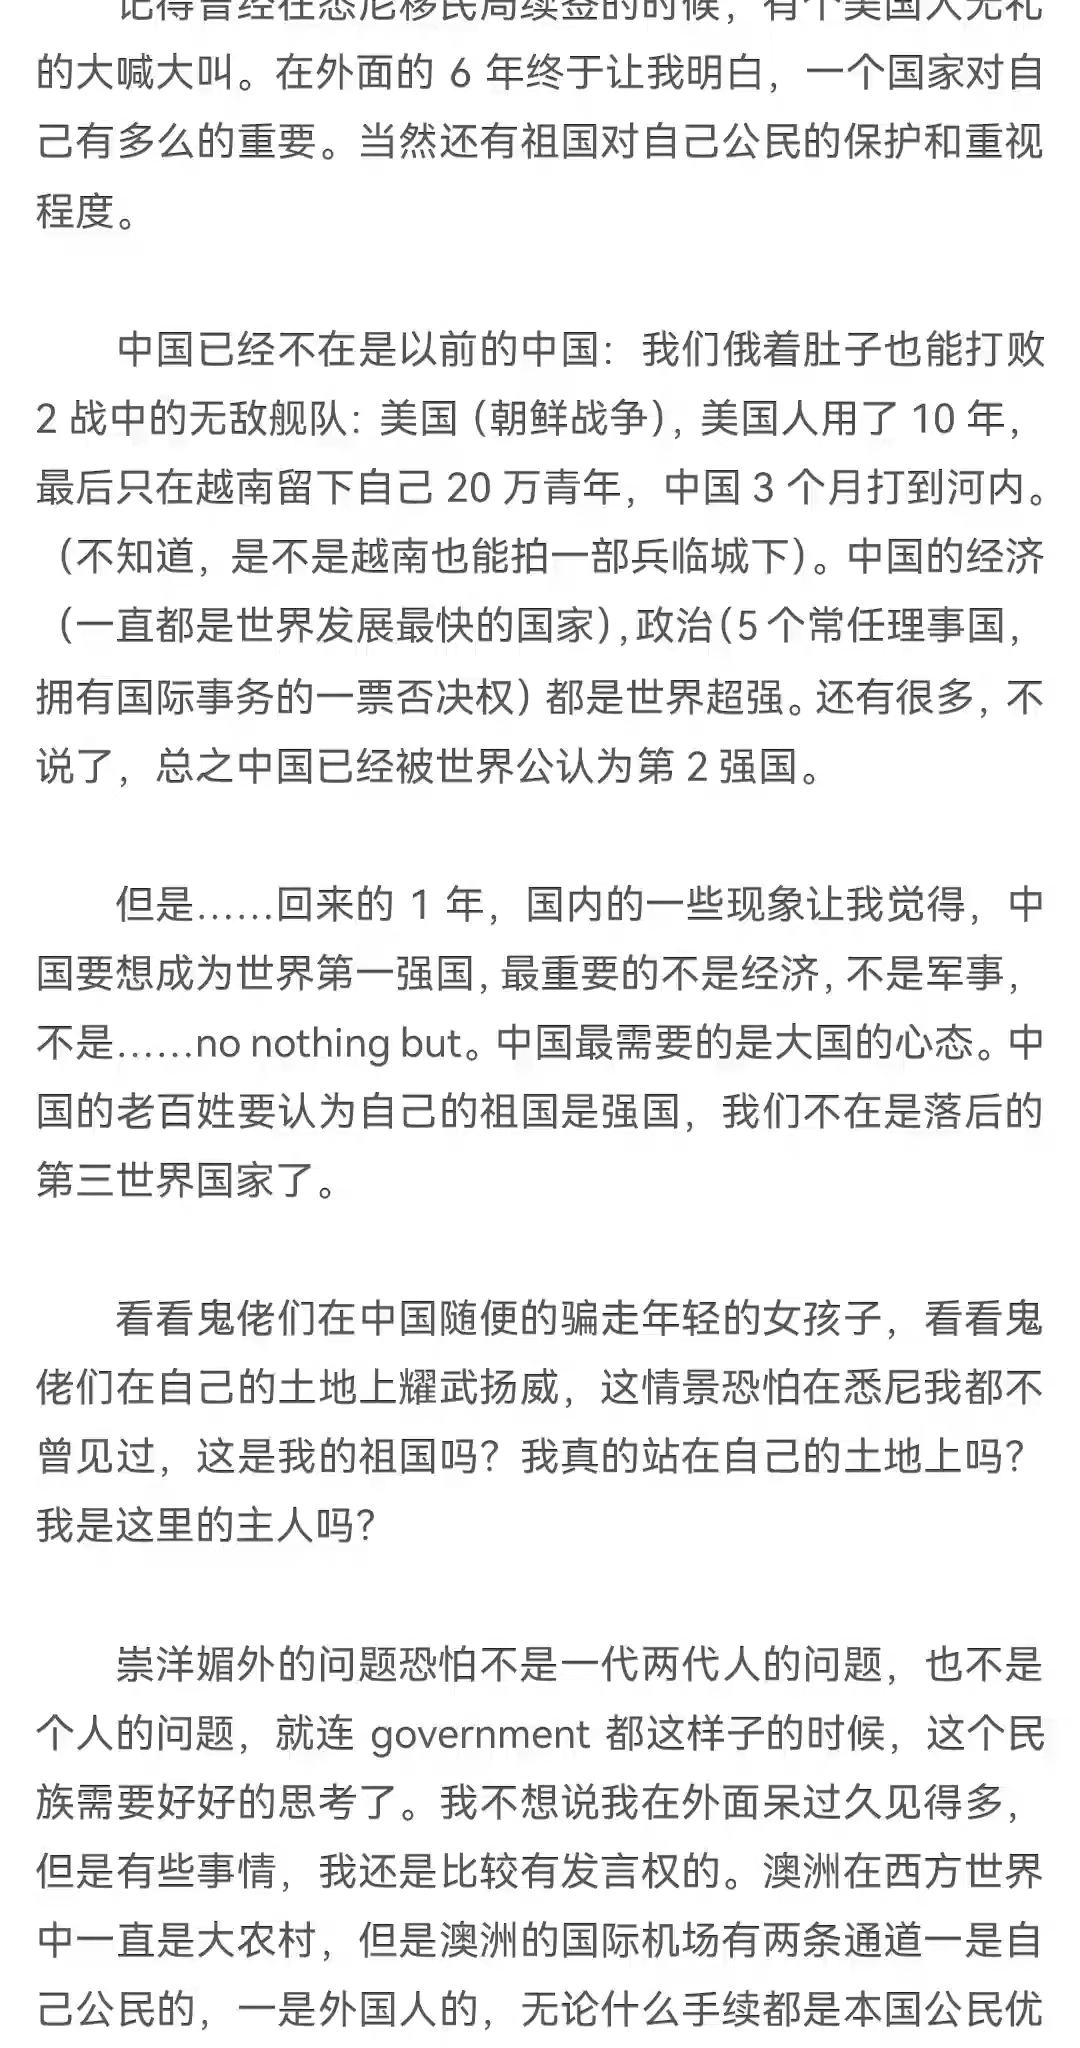 记得曾经在悉尼移民局续签的时候，有个美国人无礼
的大喊大叫。在外面的 6 年终于让我明白，一个国家对自
己有多么的重要。当然还有祖国对自己公民的保护和重视
程度。
中国已经不在是以前的中国：我们俄着肚子也能打败
2 战中的无敌舰队：美国（朝鲜战争），美国人用了 10 年，
最后只在越南留下自己 20 万青年，中国 3 个月打到河内。
（不知道，是不是越南也能拍一部兵临城下）。中国的经济
（一直都是世界发展最快的国家），政治（5 个常任理事国，
拥有国际事务的一票否决权）都是世界超强。还有很多，不
说了，总之中国已经被世界公认为第 2 强国。
但是……回来的 1 年，国内的一些现象让我觉得，中
国要想成为世界第一强国，最重要的不是经济，不是军事，
不是……no nothing but。中国最需要的是大国的心态。中
国的老百姓要认为自己的祖国是强国，我们不在是落后的
第三世界国家了。
看看鬼佬们在中国随便的骗走年轻的女孩子，看看鬼
佬们在自己的土地上耀武扬威，这情景恐怕在悉尼我都不
曾见过，这是我的祖国吗？我真的站在自己的土地上吗？
我是这里的主人吗？
崇洋媚外的问题恐怕不是一代两代人的问题，也不是
个人的问题，就连 government 都这样子的时候，这个民
族需要好好的思考了。我不想说我在外面呆过久见得多，
但是有些事情，我还是比较有发言权的。澳洲在西方世界
中一直是大农村，但是澳洲的国际机场有两条通道一是自
己公民的，一是外国人的，无论什么手续都是本国公民优